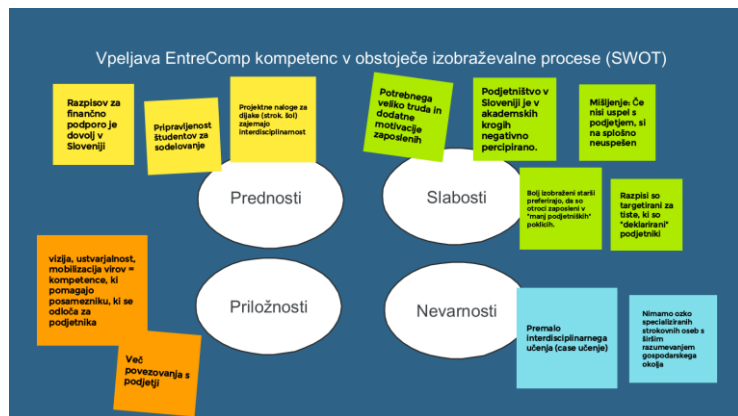 Vpeljava EntreComp kompetenc v obstoječe izobraževalne procese (SWOT)
Razpisov za
finančno
podporo je
dovolj v
Sloveniji
Pripravljenost
študentov za
sodelovanje
Projektne naloge za
dijake (strok. šol)
zajemajo
interdisciplinarnost
Potrebnega
veliko truda in
dodatne
motivacije
zaposlenih
Podjetništvo v
Sloveniji je v
akademskih
krogih
negativno
percipirano.
Mišljenje: Če
nisi uspel s
podjetjem, si
na splošno
neuspešen
Prednosti
Slabosti
Bolj izobraženi starši
preferirajo, da so
otroci zaposleni v
"manj podjetniških"
poklicih.
Razpisi so
targetirani za
tiste, ki so
"deklarirani"
podjetniki
vizija, ustvarjalnost,
mobilizacija virov =
kompetence, ki
pomagajo
posamezniku, ki se
odloča za
podjetnika
Več
povezovanja s
podjetji
Priložnosti
Nevarnosti
Premalo
interdisciplinarnega
učenja (case učenje)
Nimamo ozko
specializiranih
strokovnih oseb s
širšim
razumevanjem
gospodarskega
okolja